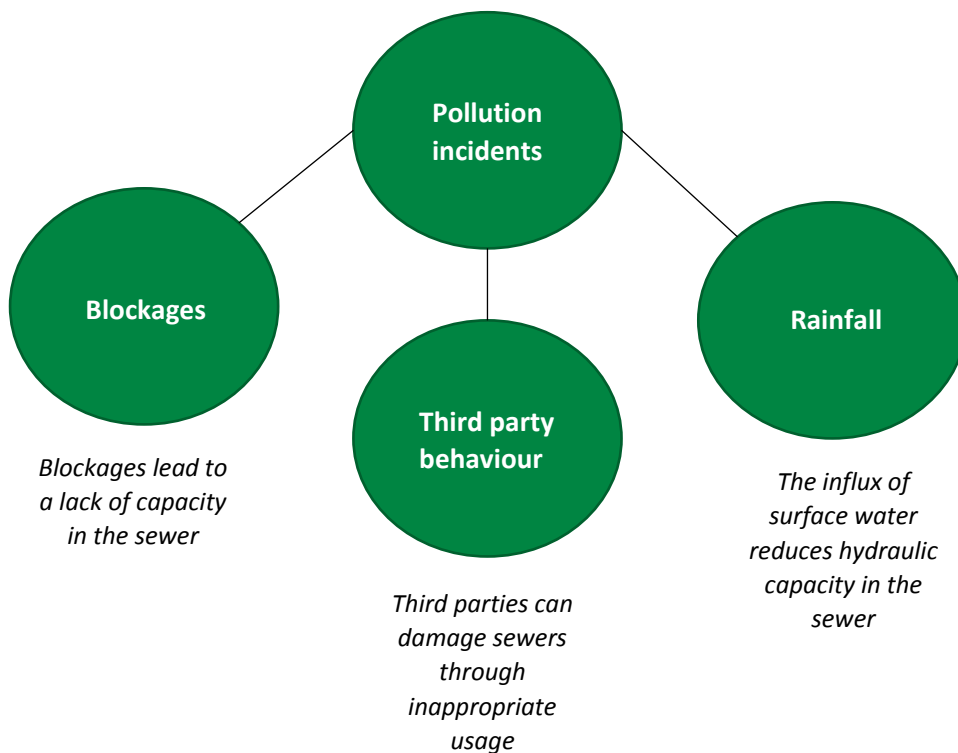 Pollution
incidents
Blockages
Blockages lead to
a lack of capacity
in the sewer
Third party
behaviour
Third parties can
damage sewers
through
inappropriate
usage
Rainfall
The influx of
surface water
reduces hydraulic
capacity in the
sewer